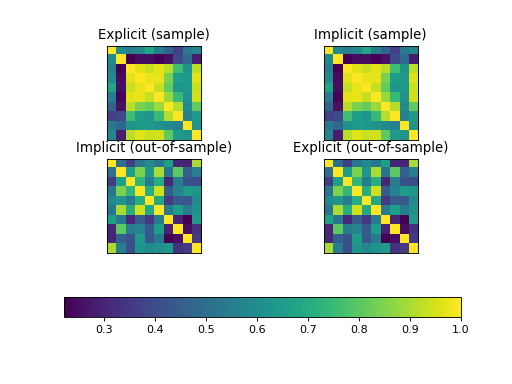 Explicit (sample)
Implicit (sample)
Implicit (out-of-sample)
Explicit (out-of-sample)
0.3 0.4 0.5 0.6 0.7 0.8 0.9 1.0